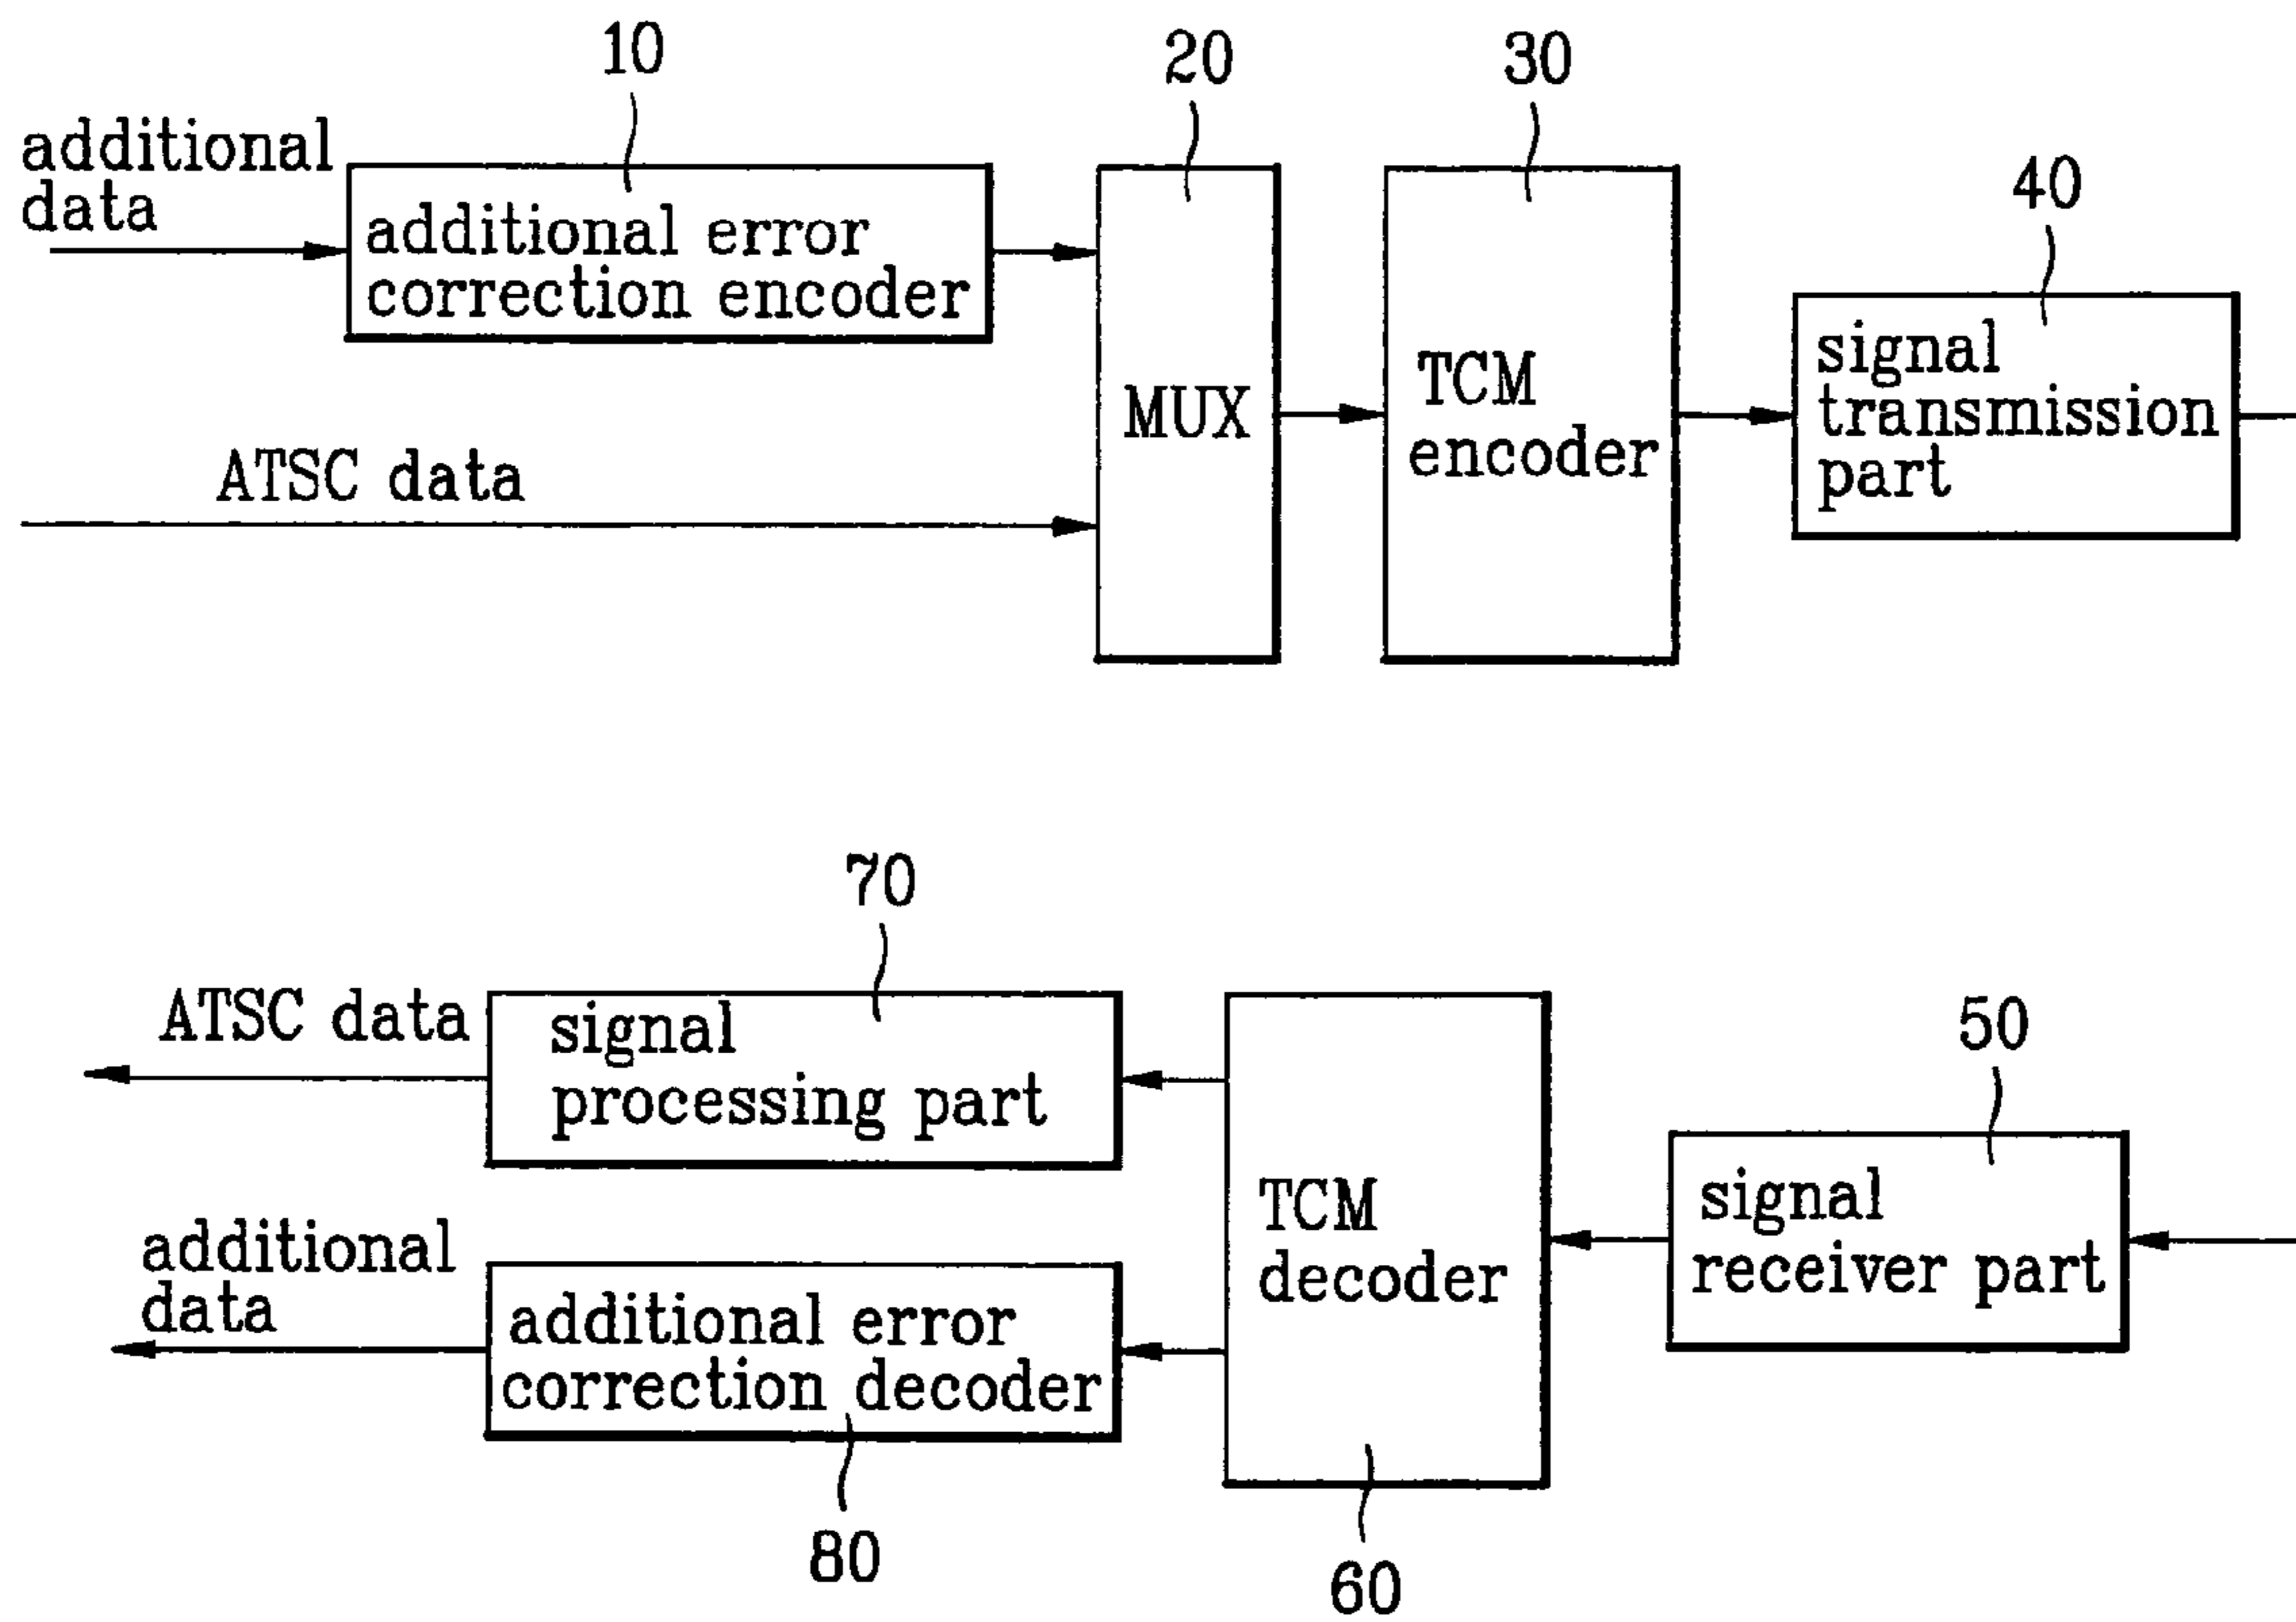 10
20
30
40
additional
data
additional error
correction encoder
ATSC data
MUX
TCM
encoder
signal
transmission
part
70
50
ATSC data
signal
processing part
additional
data
additional error
correction decoder
TCM
decoder
signal
receiver part
80
60